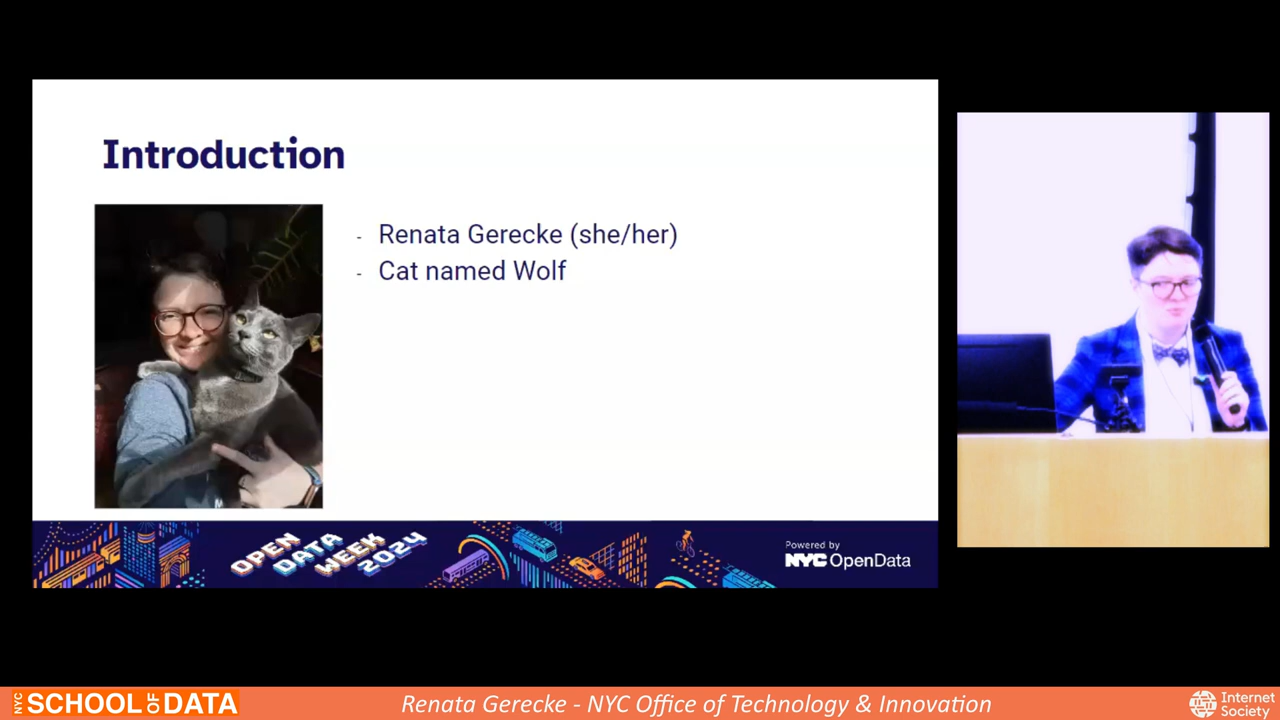 Introduction
- Renata Gerecke (she/her)
- Cat named Wolf
OPEN
DATA
WEEK
2024
Powered by
NYC OpenData
NYC SCHOOL OF DATA
Renata Gerecke - NYC Office of Technology & Innovation
Internet
Society